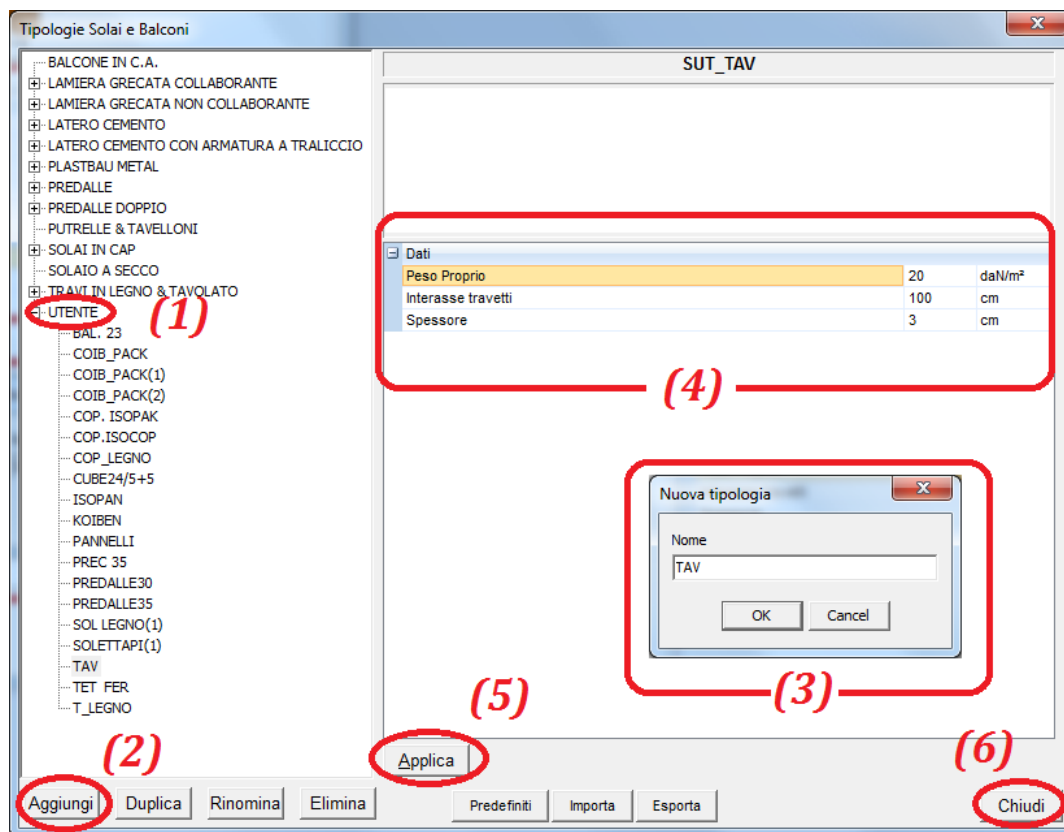 Tipologie Solai e Balconi
BALCONE IN C.A.
LAMIERA GRECATA COLLABORANTE
LAMIERA GRECATA NON COLLABORANTE
LATERO CEMENTO
LATERO CEMENTO CON ARMATURA A TRALICCIO
PLASTBAU METAL
PREDALLE
PREDALLE DOPPIO
PUTRELLE & TAVELLONI
SOLAI IN CAP
SOLAIO A SECCO
TRAVI IN LEGNO & TAVOLATO
UTENTE
(1)
BAL. 23
COIB_PACK
COIB_PACK(1)
COIB_PACK(2)
COP. ISOPAK
COP.ISOCOP
COP_LEGNO
CUBE24/5+5
ISOPAN
KOIBEN
PANNELLI
PREC 35
PREDALLE30
PREDALLE35
SOL LEGNO(1)
SOLETTAPI(1)
TAV
TET FER
T_LEGNO
SUT_TAV
Dati
Peso Proprio 20 daN/m²
Interasse travetti 100 cm
Spessore 3 cm
(4)
Nuova tipologia
Nome
TAV
OK Cancel
(3)
(5)
Applica
(2)
(6)
Aggiungi Duplica Rinomina Elimina Predefiniti Importa Esporta Chiudi